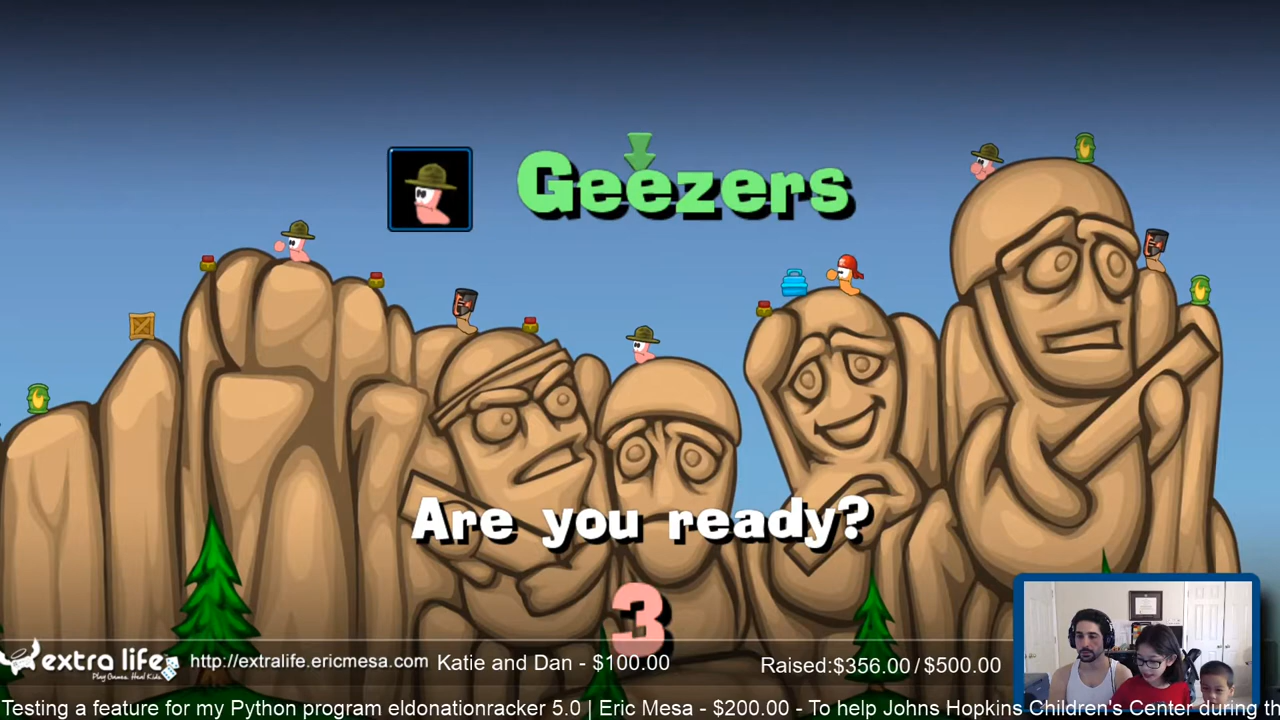 Geezers
Are you ready?
3
extra life
Play Games. Heal Kids.
http://extralife.ericmesa.com Katie and Dan - $100.00
Raised:$356.00/$500.00
Testing a feature for my Python program eldonationracker 5.0 | Eric Mesa - $200.00 - To help Johns Hopkins Children's Center during th